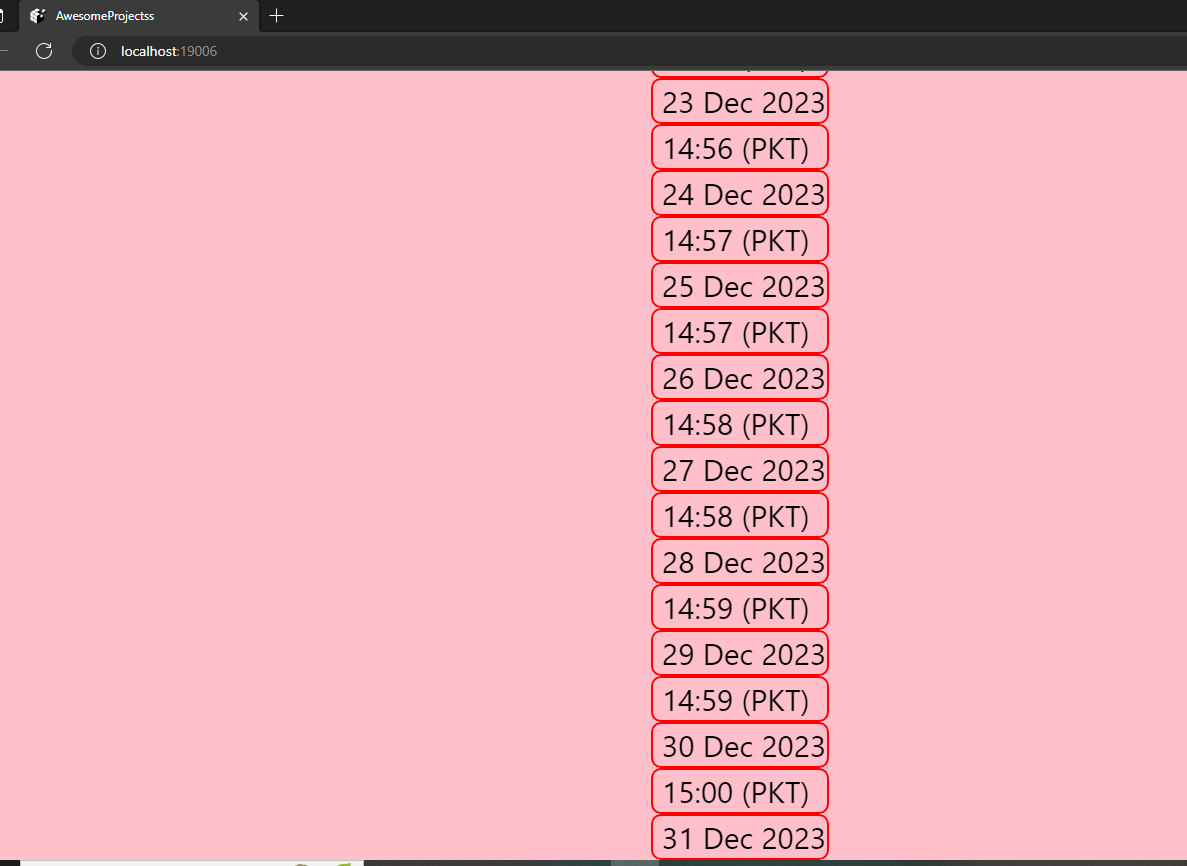 AwesomeProjectss
localhost:19006
23 Dec 2023
14:56 (PKT)
24 Dec 2023
14:57 (PKT)
25 Dec 2023
14:57 (PKT)
26 Dec 2023
14:58 (PKT)
27 Dec 2023
14:58 (PKT)
28 Dec 2023
14:59 (PKT)
29 Dec 2023
14:59 (PKT)
30 Dec 2023
15:00 (PKT)
31 Dec 2023